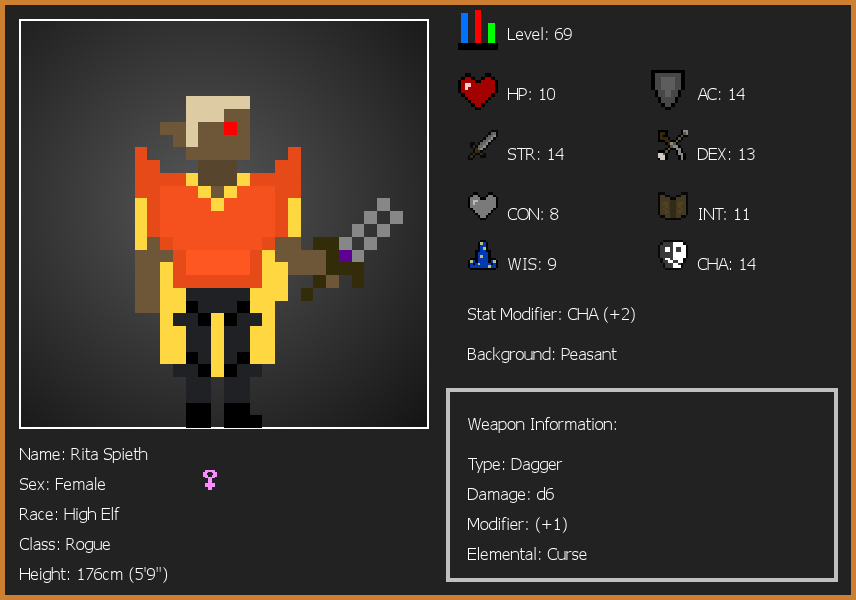 Level: 69
HP: 10
AC: 14
STR: 14
DEX: 13
CON: 8
INT: 11
WIS: 9
CHA: 14
Stat Modifier: CHA (+2)
Background: Peasant
Weapon Information:
Type: Dagger
Damage: d6
Modifier: (+1)
Elemental: Curse
Name: Rita Spieth
Sex: Female
Race: High Elf
Class: Rogue
Height: 176cm (5'9")